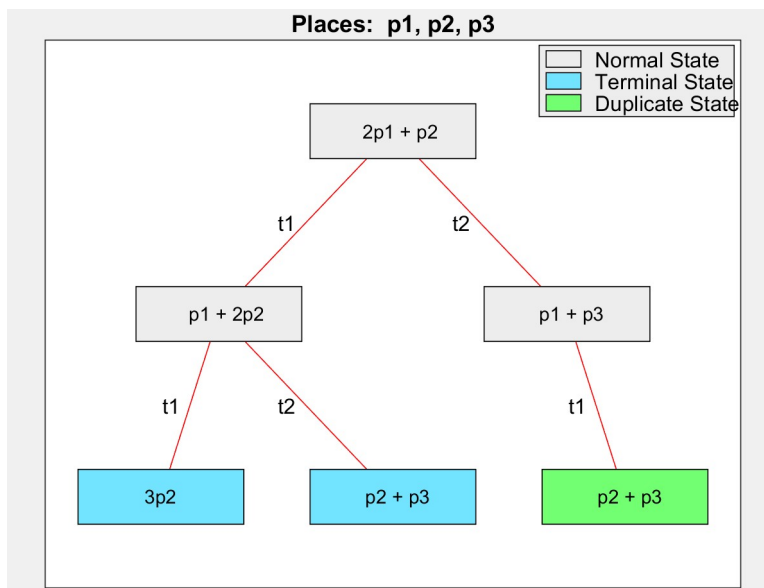 Places: p1, p2, p3
Normal State
Terminal State
Duplicate State
2p1 + p2
t1
t2
p1 + 2p2
p1 + p3
t1
t2
t1
3p2
p2 + p3
p2 + p3